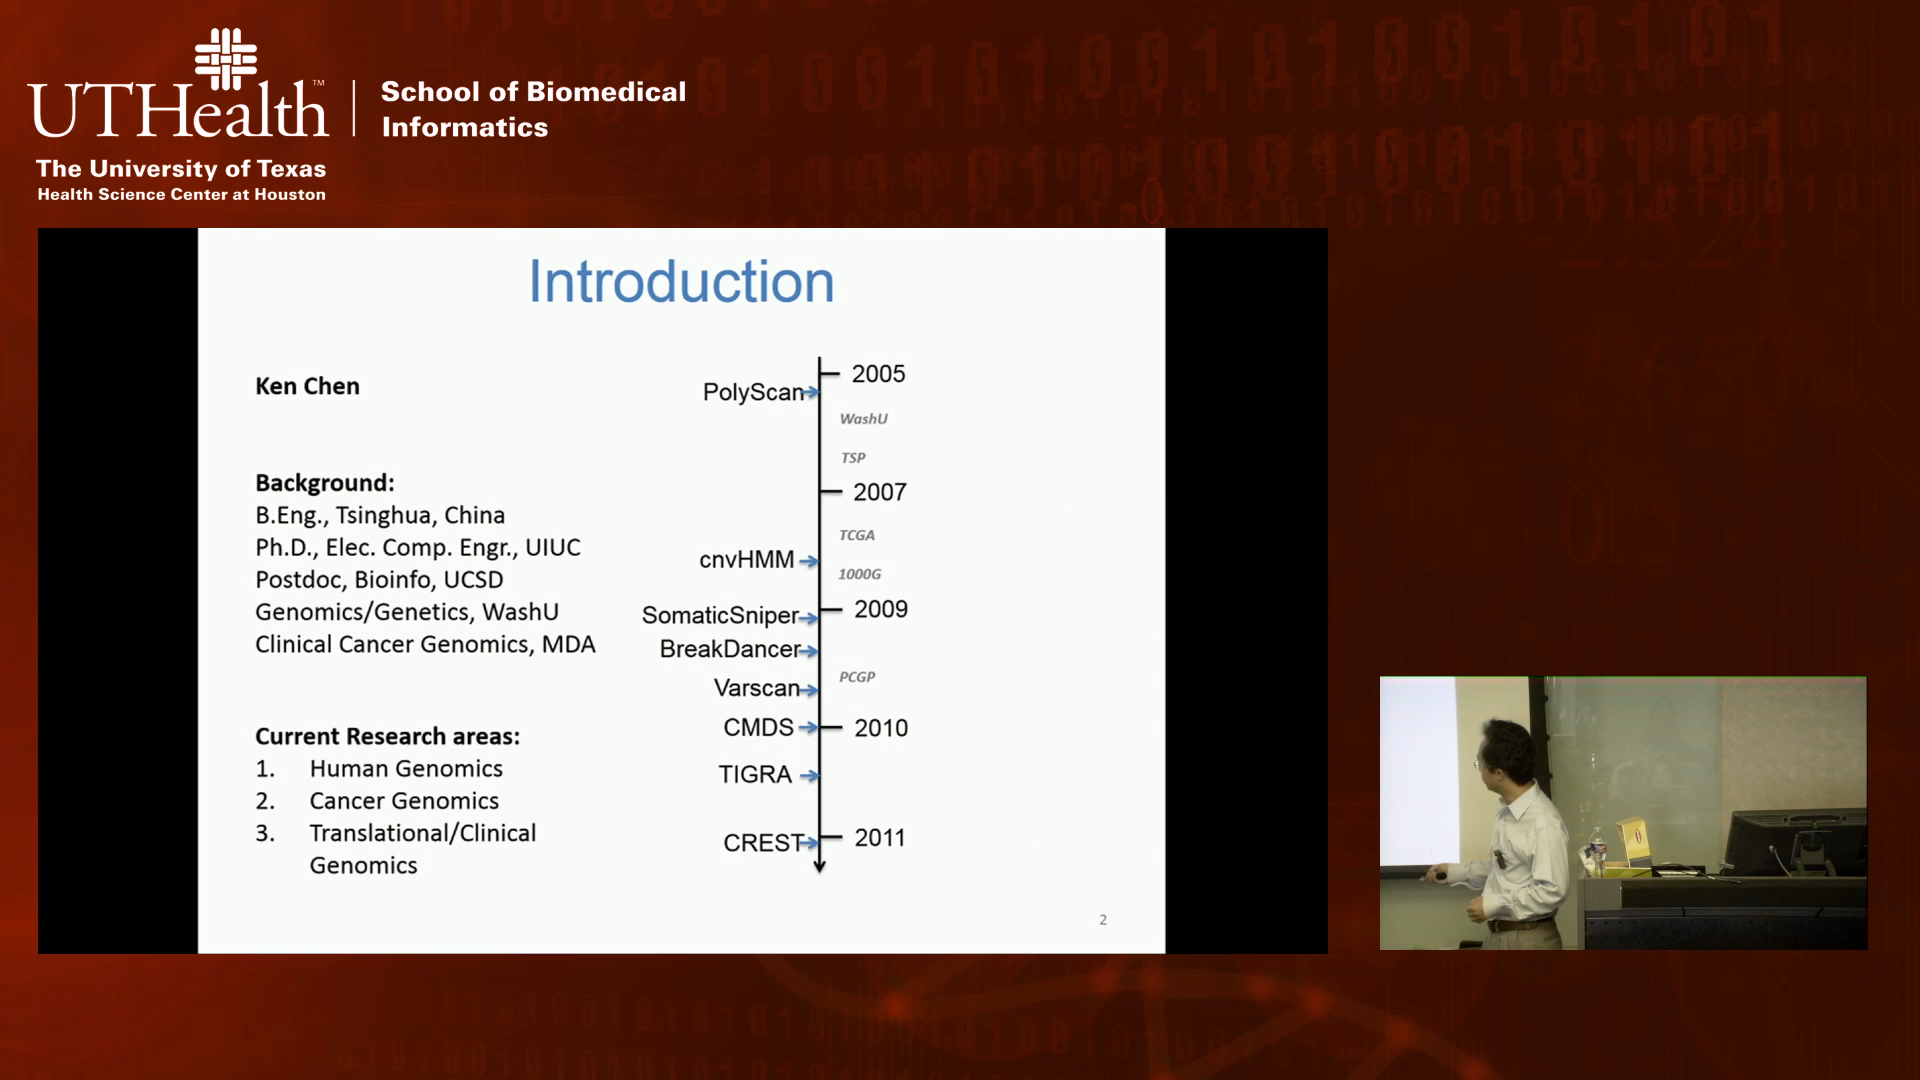 UTHealth™
School of Biomedical
Informatics
The University of Texas
Health Science Center at Houston
Introduction
Ken Chen
Background:
B.Eng., Tsinghua, China
Ph.D., Elec. Comp. Engr., UIUC
Postdoc, Bioinfo, UCSD
Genomics/Genetics, WashU
Clinical Cancer Genomics, MDA
Current Research areas:
1. Human Genomics
2. Cancer Genomics
3. Translational/Clinical
Genomics
2005
PolyScan
WashU
TSP
2007
TCGA
cnvHMM
1000G
2009
SomaticSniper
BreakDancer
PCGP
Varscan
CMDS
2010
TIGRA
2011
CREST
2